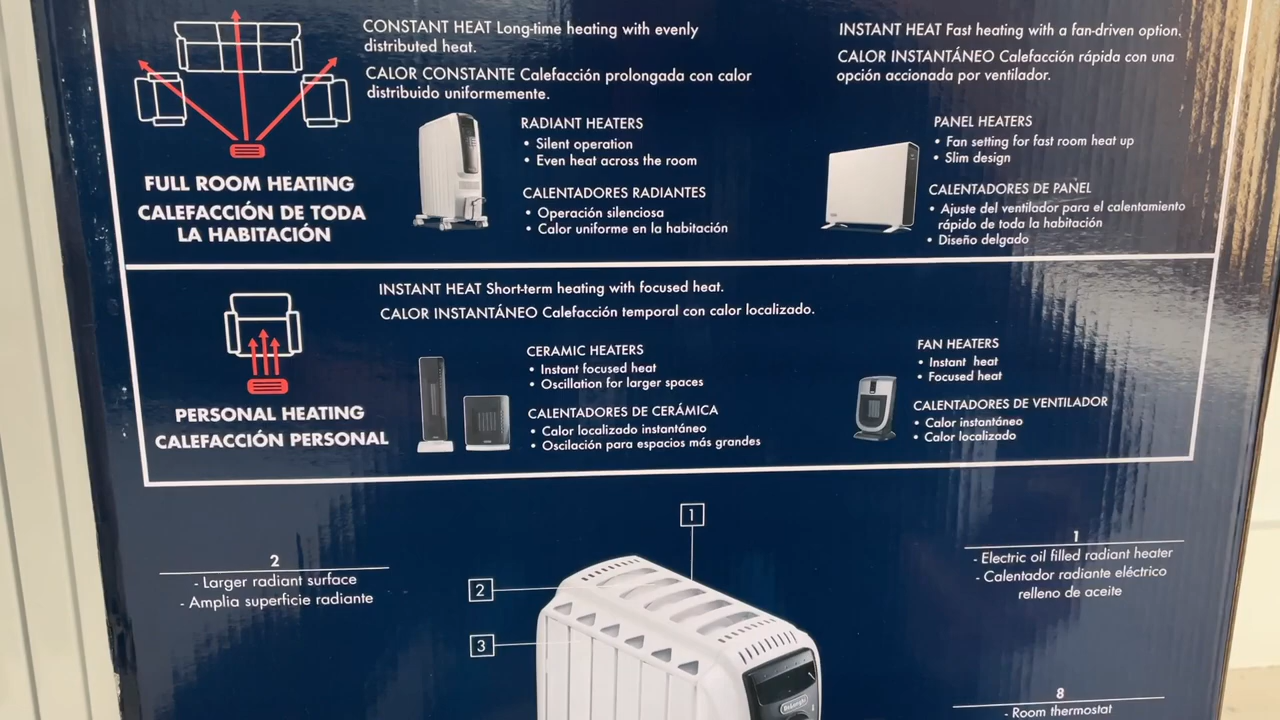 CONSTANT HEAT Long-time heating with evenly
distributed heat.
CALOR CONSTANTE Calefacción prolongada con calor
distribuido uniformemente.
INSTANT HEAT Fast heating with a fan-driven option.
CALOR INSTANTÁNEO Calefacción rápida con una
opción accionada por ventilador.
FULL ROOM HEATING
CALEFACCIÓN DE TODA
LA HABITACIÓN
RADIANT HEATERS
• Silent operation
• Even heat across the room
CALENTADORES RADIANTES
• Operación silenciosa
• Calor uniforme en la habitación
PANEL HEATERS
• Fan setting for fast room heat up
• Slim design
CALENTADORES DE PANEL
• Ajuste del ventilador para el calentamiento
rápido de toda la habitación
• Diseño delgado
INSTANT HEAT Short-term heating with focused heat.
CALOR INSTANTÁNEO Calefacción temporal con calor localizado.
PERSONAL HEATING
CALEFACCIÓN PERSONAL
CERAMIC HEATERS
• Instant focused heat
• Oscillation for larger spaces
CALENTADORES DE CERÁMICA
• Calor localizado instantáneo
• Oscilación para espacios más grandes
FAN HEATERS
• Instant heat
• Focused heat
CALENTADORES DE VENTILADOR
• Calor instantáneo
• Calor localizado
2
- Larger radiant surface
- Amplia superficie radiante
1
2
3
DeLonghi
1
- Electric oil filled radiant heater
- Calentador radiante eléctrico
relleno de aceite
8
- Room thermostat